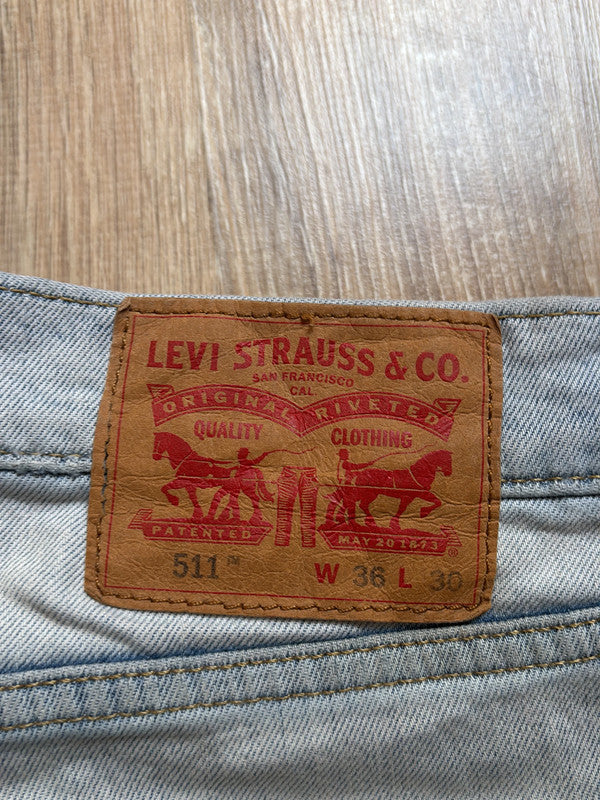 LEVI STRAUSS & CO.
SAN FRANCISCO
CAL.
ORIGINAL RIVETED
QUALITY CLOTHING
PATENTED MAY 20 1873 ®
511™ W 36 L 30